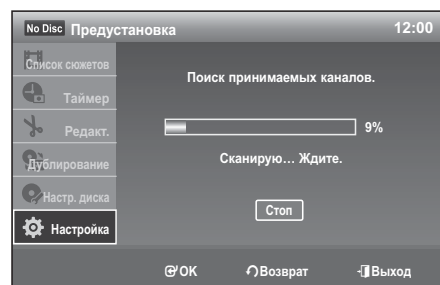 No Disc Предустановка 12:00
Список сюжетов
Таймер
Редакт.
Дублирование
Настр. диска
Настройка
Поиск принимаемых каналов.
9%
Сканирую... Ждите.
Стоп
OK Возврат Выход